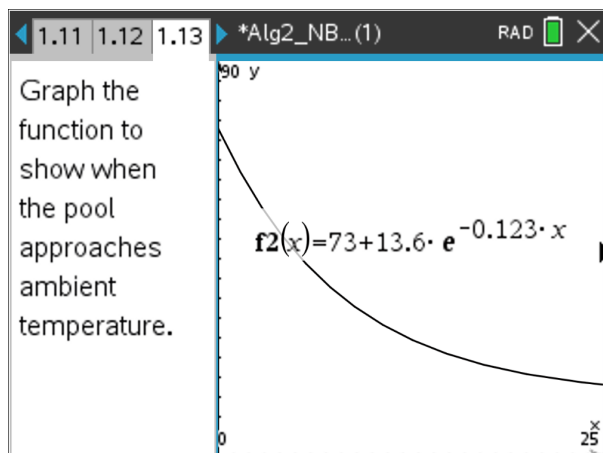 1.11 1.12 1.13 *Alg2_NB...(1) RAD
Graph the
function to
show when
the pool
approaches
ambient
temperature.
90 y
f2(x)=73+13.6· e^-0.123· x
x
0 25